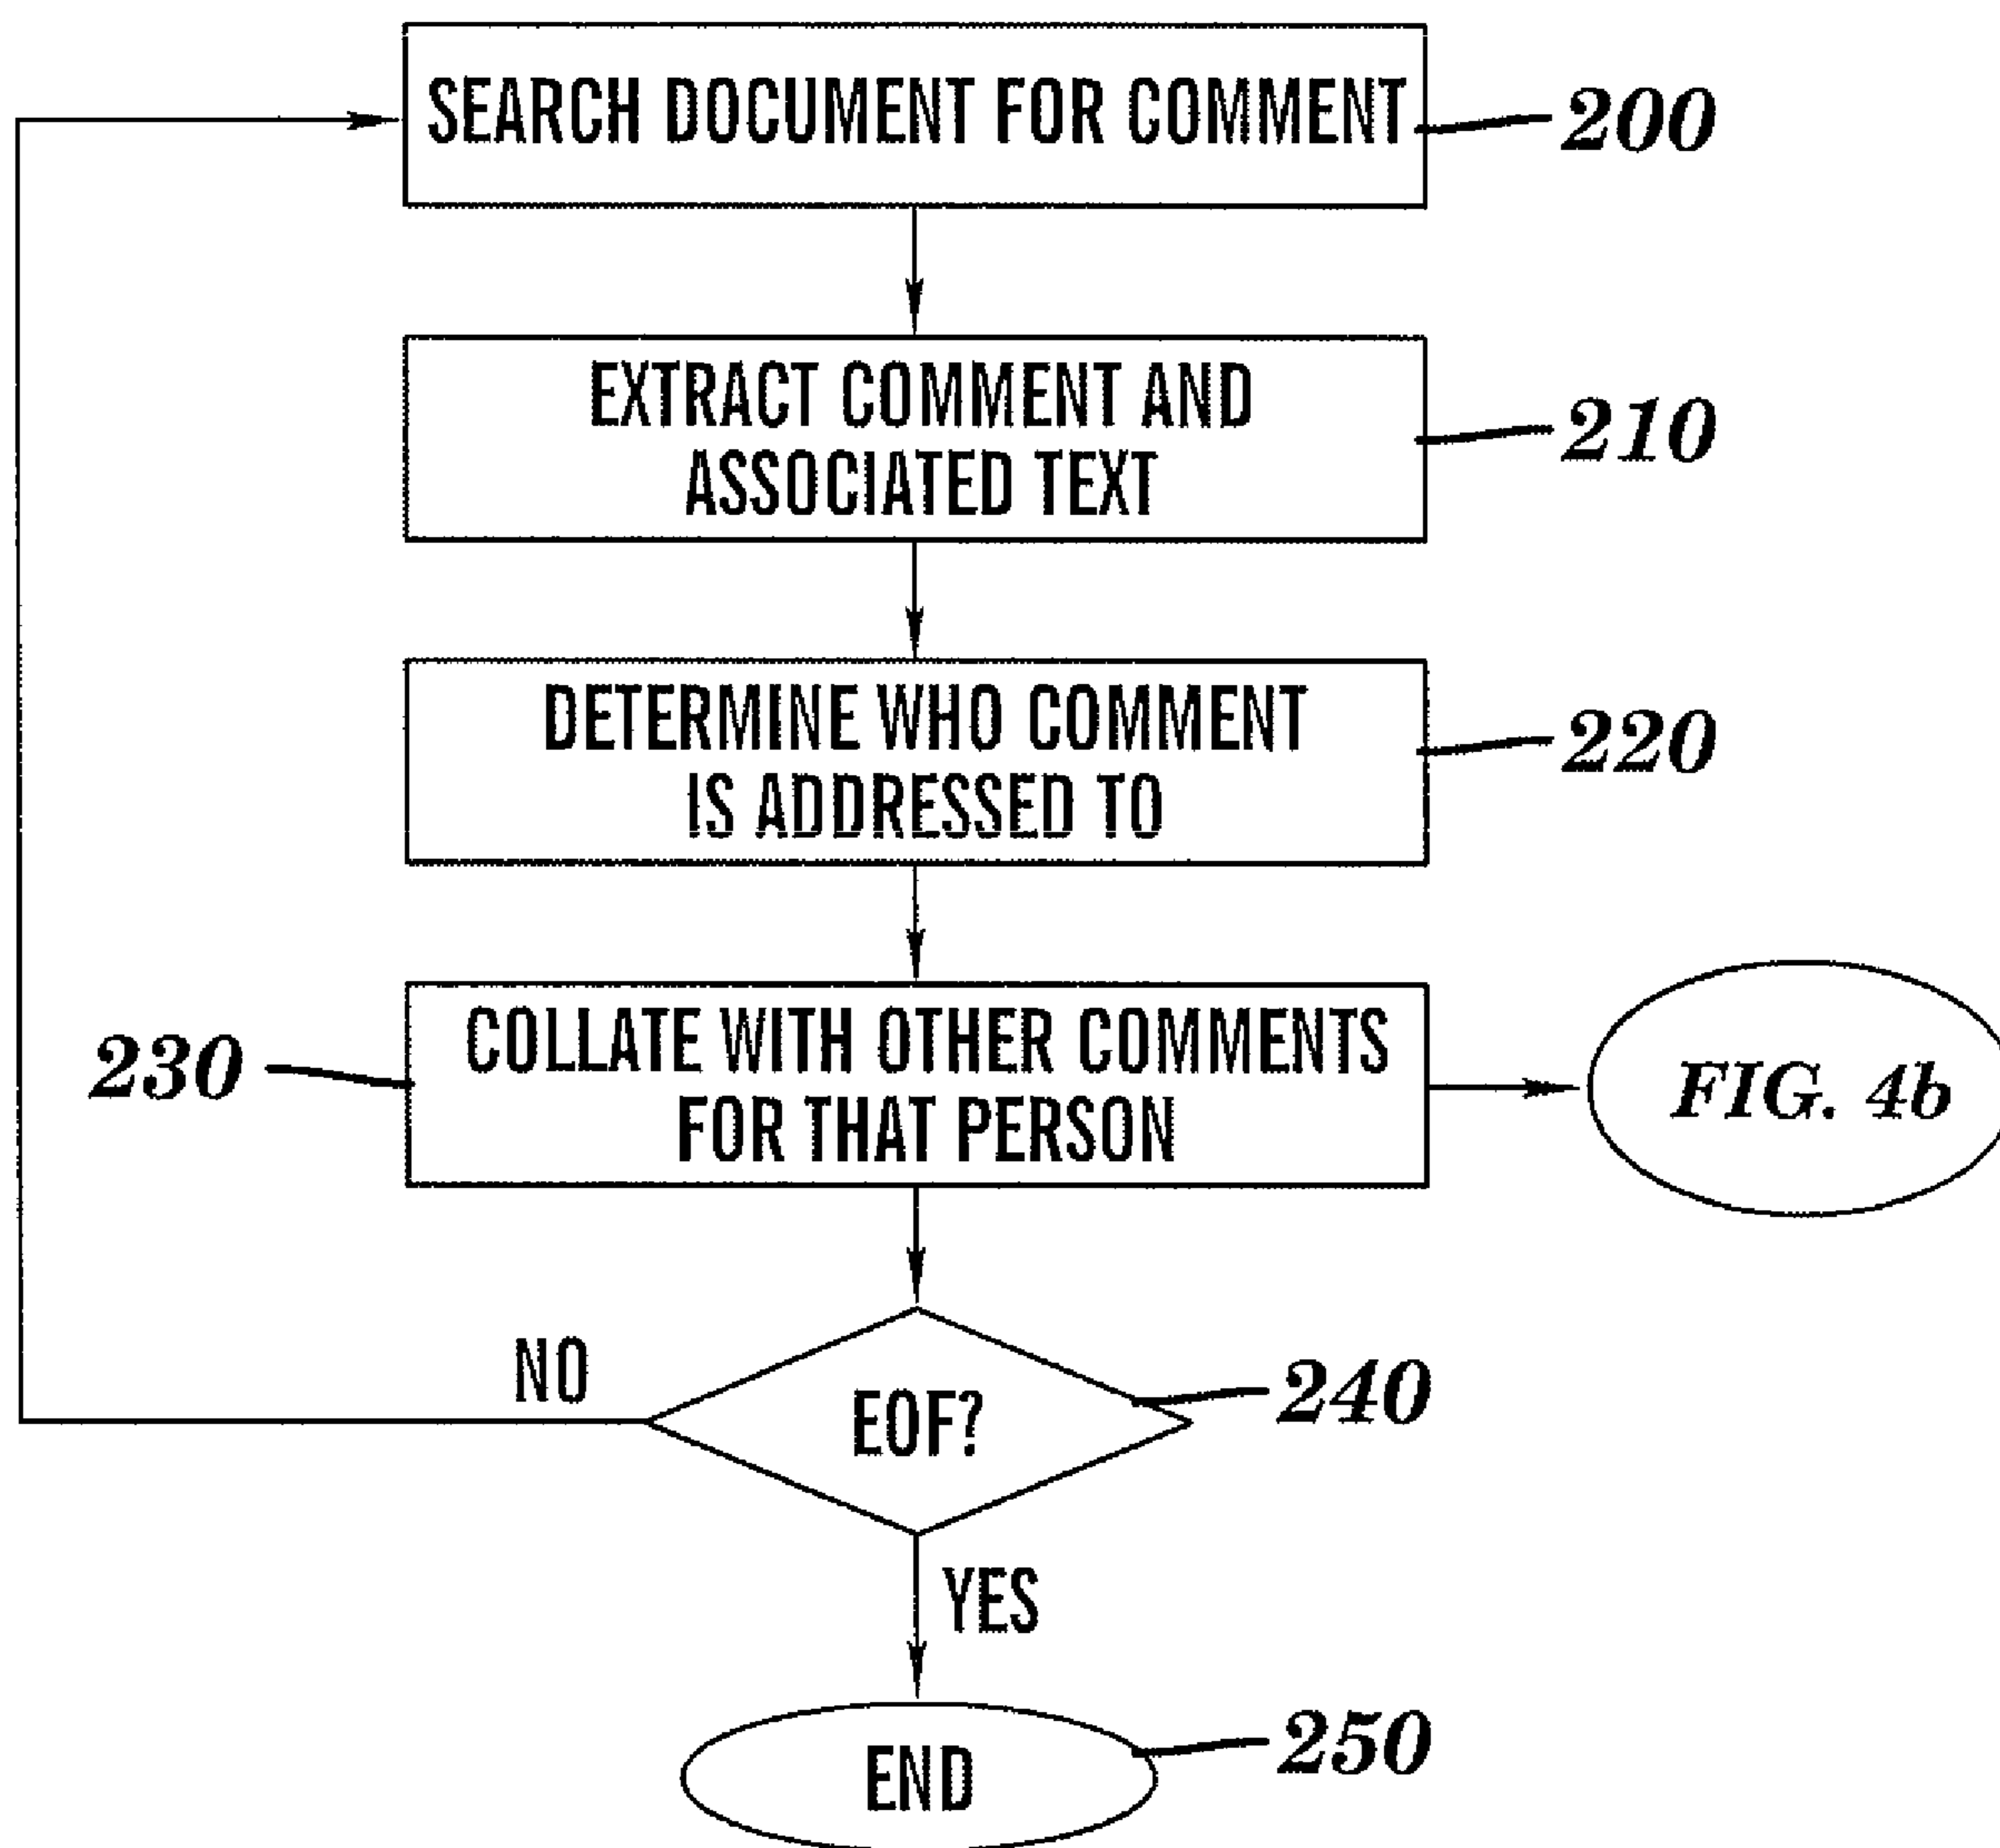 SEARCH DOCUMENT FOR COMMENT
200
EXTRACT COMMENT AND
ASSOCIATED TEXT
210
DETERMINE WHO COMMENT
IS ADDRESSED TO
220
230
COLLATE WITH OTHER COMMENTS
FOR THAT PERSON
FIG. 4b
NO
EOF?
240
YES
END
250